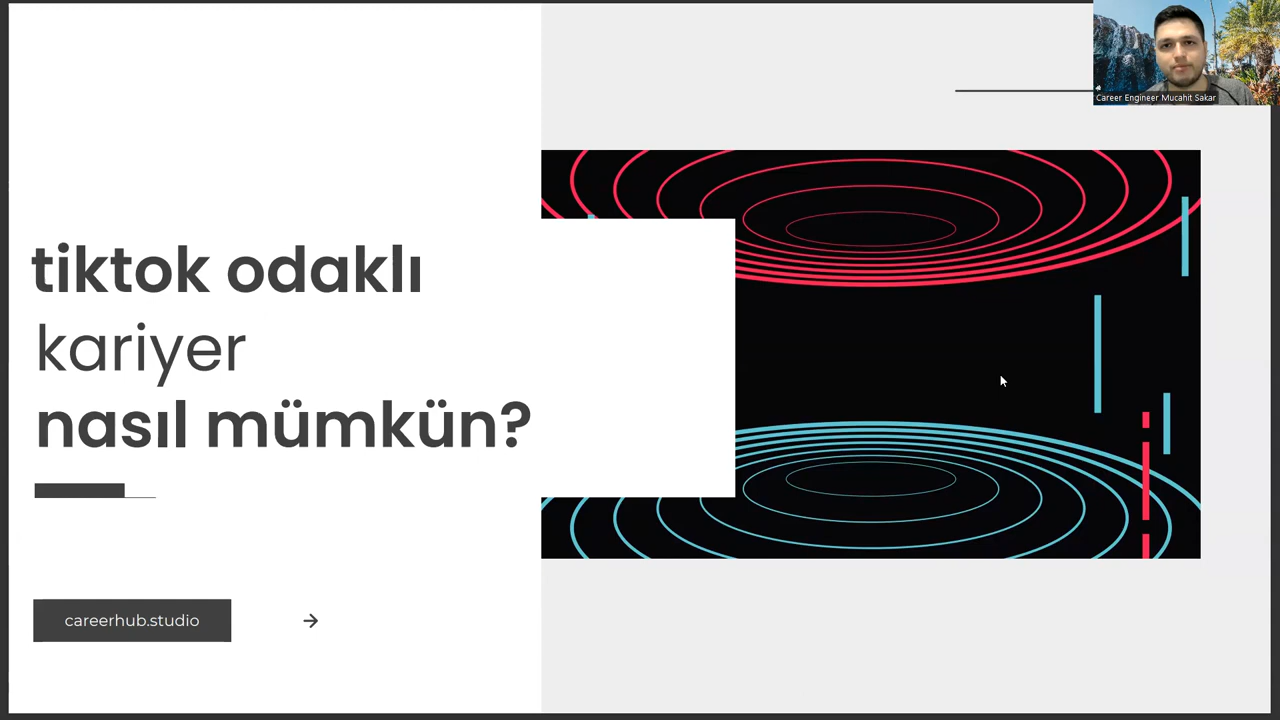 Career Engineer Mucahit Sakar
tiktok odaklı
kariyer
nasıl mümkün?
careerhub.studio